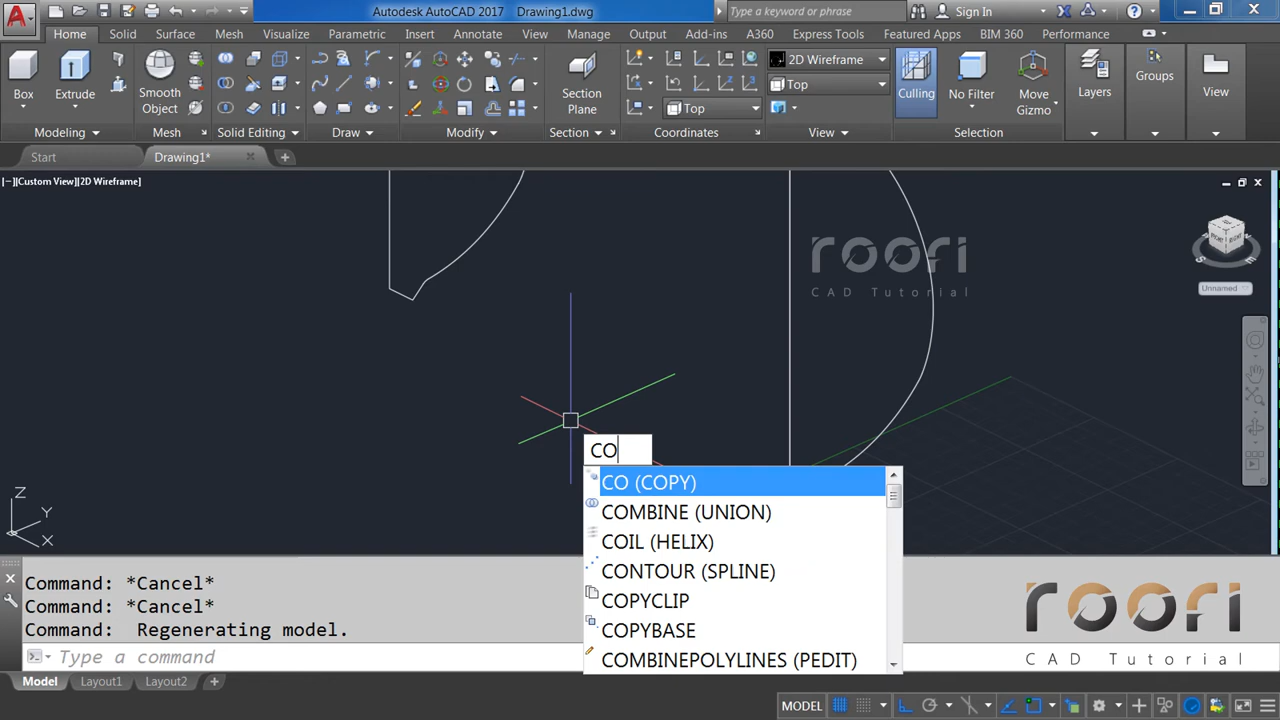 Autodesk AutoCAD 2017 Drawing1.dwg
Type a keyword or phrase
Sign In
Home Solid Surface Mesh Visualize Parametric Insert Annotate View Manage Output Add-ins A360 Express Tools Featured Apps BIM 360 Performance
Box
Extrude
Smooth
Object
Section
Plane
2D Wireframe
Top
Top
Culling
No Filter
Move
Gizmo
Layers
Groups
View
Modeling
Mesh
Solid Editing
Draw
Modify
Section
Coordinates
View
Selection
Start
Drawing1*
[−][Custom View][2D Wireframe]
roofi
CAD Tutorial
S
E
Unnamed
CO
CO (COPY)
COMBINE (UNION)
COIL (HELIX)
CONTOUR (SPLINE)
COPYCLIP
COPYBASE
COMBINEPOLYLINES (PEDIT)
Z
Y
X
Command: *Cancel*
Command: *Cancel*
Command: Regenerating model.
Type a command
roofi
CAD Tutorial
Model Layout1 Layout2
MODEL